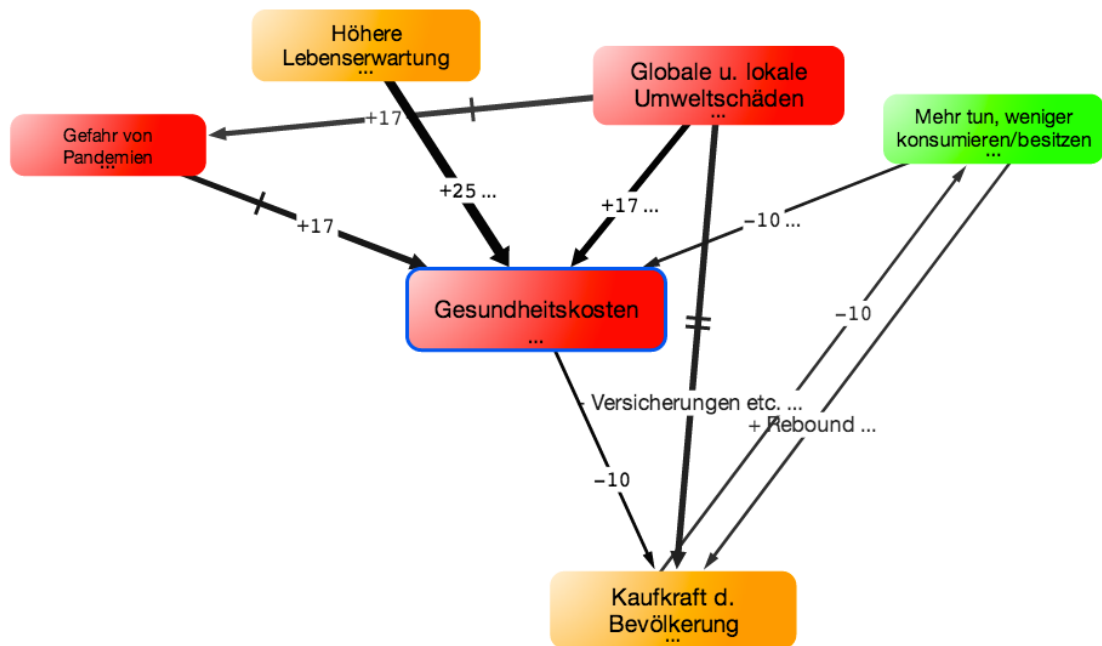 Höhere
Lebenserwartung
...
Globale u. lokale
Umweltschäden
...
Mehr tun, weniger
konsumieren/besitzen
...
Gefahr von
Pandemien
...
+17
+25 ...
+17 ...
-10 ...
+17
Gesundheitskosten
...
-10
- Versicherungen etc. ...
+ Rebound ...
-10
Kaufkraft d.
Bevölkerung
...